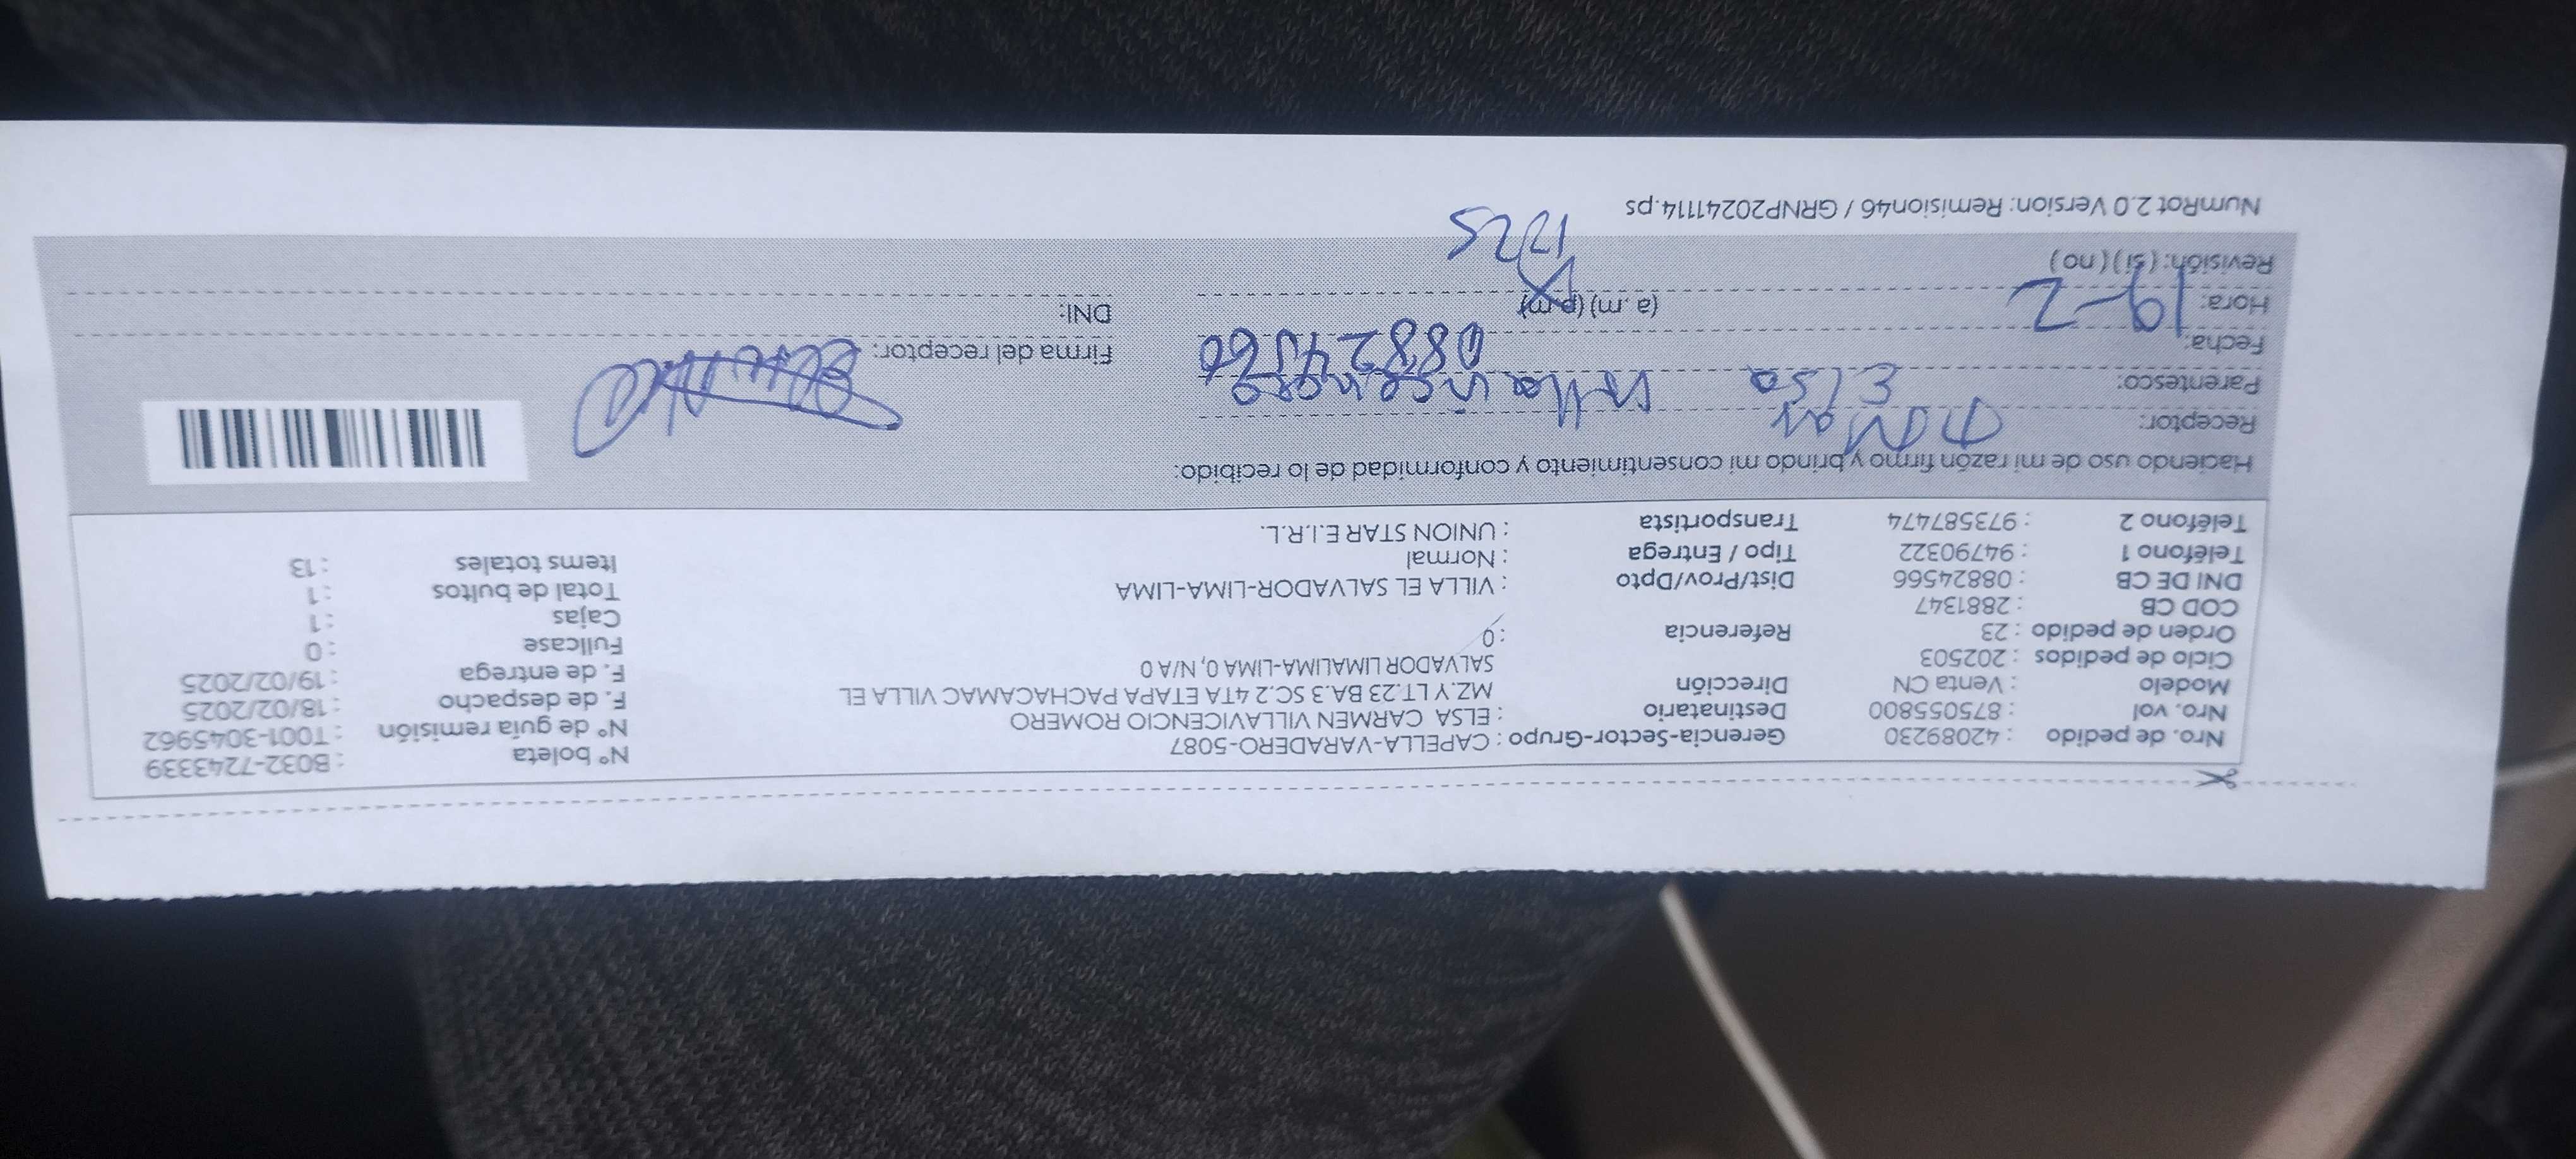 Nro. de pedido : 42089230 Gerencia-Sector-Grupo : CAPELLA-VARADERO-5087 N° boleta : B032-7243339
Nro. vol : 875055800 Destinatario : ELSA CARMEN VILLAVICENCIO ROMERO N° de guía remisión : T001-3045962
Modelo : Venta CN Dirección MZ.Y LT.23 BA.3 SC.2 4TA ETAPA PACHACAMAC VILLA EL F. de despacho : 18/02/2025
Ciclo de pedidos : 202503 SALVADOR LIMALIMA-LIMA 0, N/A 0 F. de entrega : 19/02/2025
Orden de pedido : 23 Referencia : 0 Fullcase : 0
COD CB : 2881347 Cajas : 1
DNI DE CB : 08824566 Dist/Prov/Dpto : VILLA EL SALVADOR-LIMA-LIMA Total de bultos : 1
Teléfono 1 : 94790322 Tipo / Entrega : Normal Items totales : 13
Teléfono 2 : 973587474 Transportista : UNION STAR E.I.R.L.
Haciendo uso de mi razón firmo y brindo mi consentimiento y conformidad de lo recibido:
Receptor:
Parentesco: Elsa
Fecha: Firma del receptor:
Hora: 19-2 (a. m) (p.m) DNI:
Revisión: (si) (no)
1725
NumRot 2.0 Version: Remision46 / GRNP20241114.ps